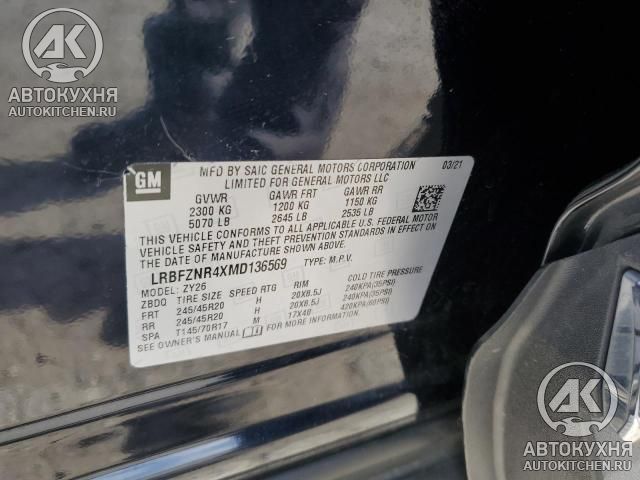 АВТОКУХНЯ
AUTOKITCHEN.RU
GM
MFD BY SAIC GENERAL MOTORS CORPORATION 03/21
LIMITED FOR GENERAL MOTORS LLC
GVWR GAWR FRT GAWR RR
2300 KG 1200 KG 1150 KG
5070 LB 2645 LB 2535 LB
THIS VEHICLE CONFORMS TO ALL APPLICABLE U.S. FEDERAL MOTOR
VEHICLE SAFETY, BUMPER, AND THEFT PREVENTION STANDARDS IN
EFFECT ON THE DATE OF MANUFACTURE SHOWN ABOVE.
LRBFZNR4XMD136569 TYPE: M.P.V.
MODEL: ZY26
ZBDQ TIRE SIZE SPEED RTG RIM COLD TIRE PRESSURE
FRT 245/45R20 H 20X8.5J 240KPA(35PSI)
RR 245/45R20 H 20X8.5J 240KPA(35PSI)
SPA T145/70R17 M 17X4B 420KPA(60PSI)
SEE OWNER'S MANUAL FOR MORE INFORMATION.
АВТОКУХНЯ
AUTOKITCHEN.RU